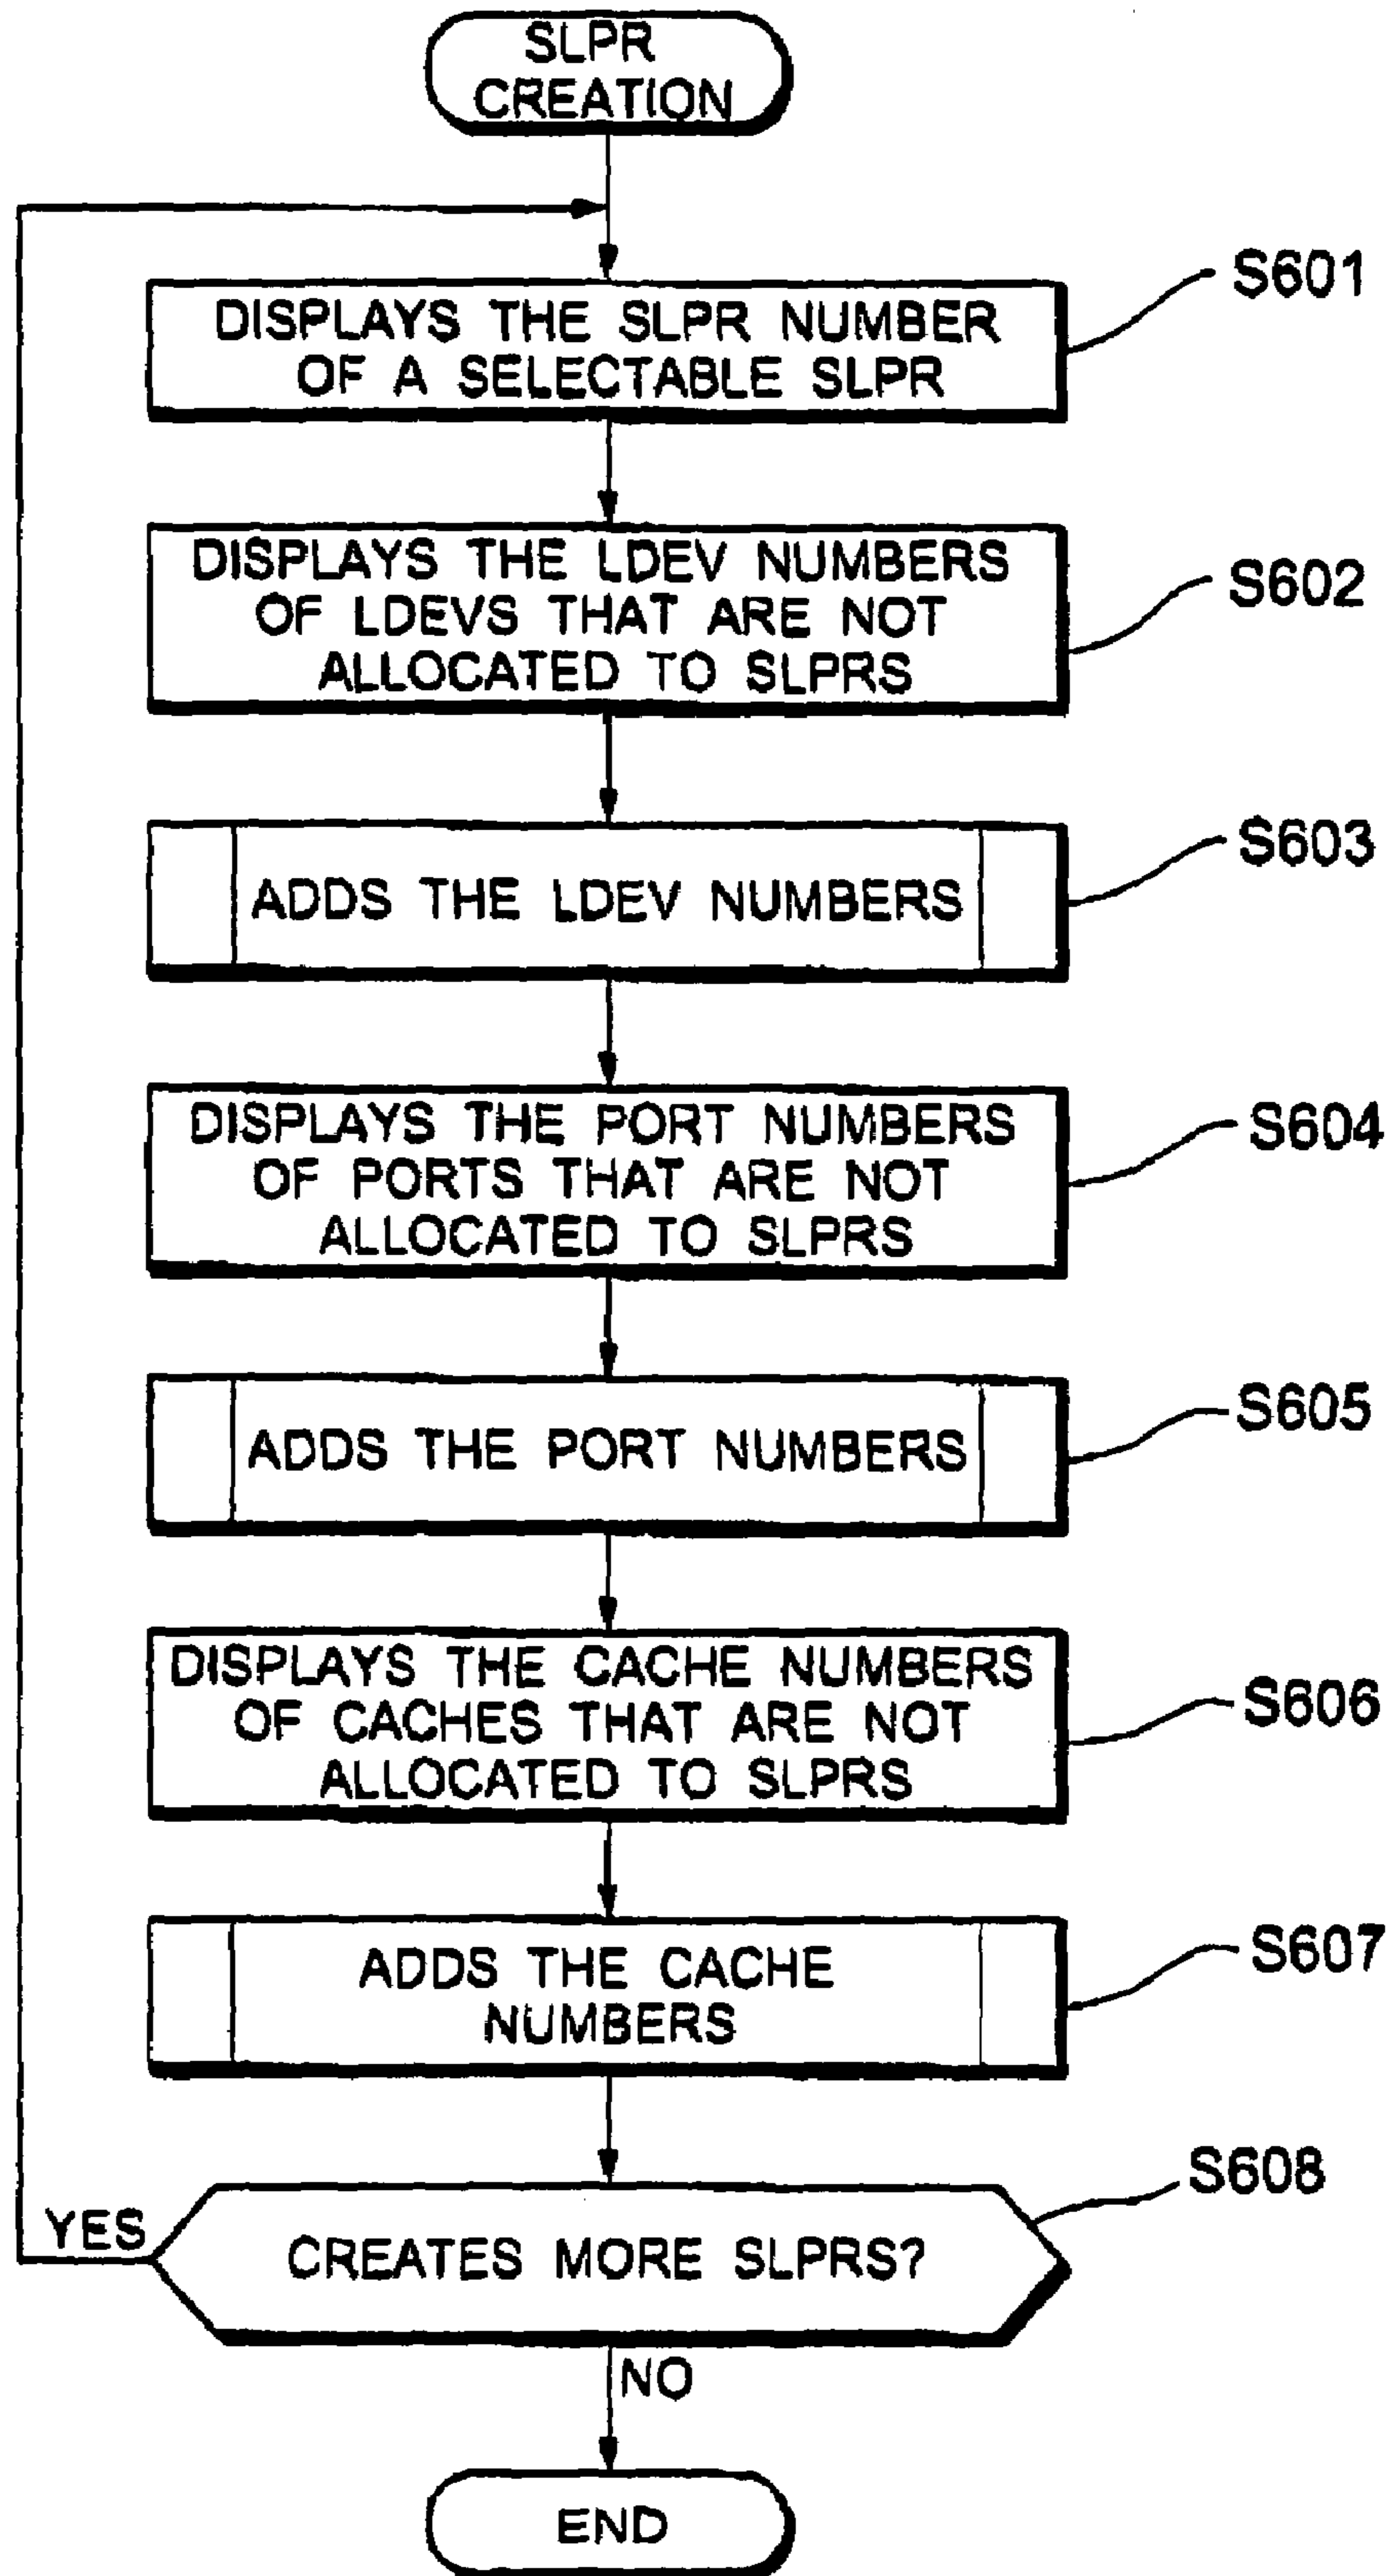 SLPR
CREATION
S601
DISPLAYS THE SLPR NUMBER
OF A SELECTABLE SLPR
S602
DISPLAYS THE LDEV NUMBERS
OF LDEVS THAT ARE NOT
ALLOCATED TO SLPRS
S603
ADDS THE LDEV NUMBERS
S604
DISPLAYS THE PORT NUMBERS
OF PORTS THAT ARE NOT
ALLOCATED TO SLPRS
S605
ADDS THE PORT NUMBERS
S606
DISPLAYS THE CACHE NUMBERS
OF CACHES THAT ARE NOT
ALLOCATED TO SLPRS
S607
ADDS THE CACHE
NUMBERS
S608
YES
CREATES MORE SLPRS?
NO
END